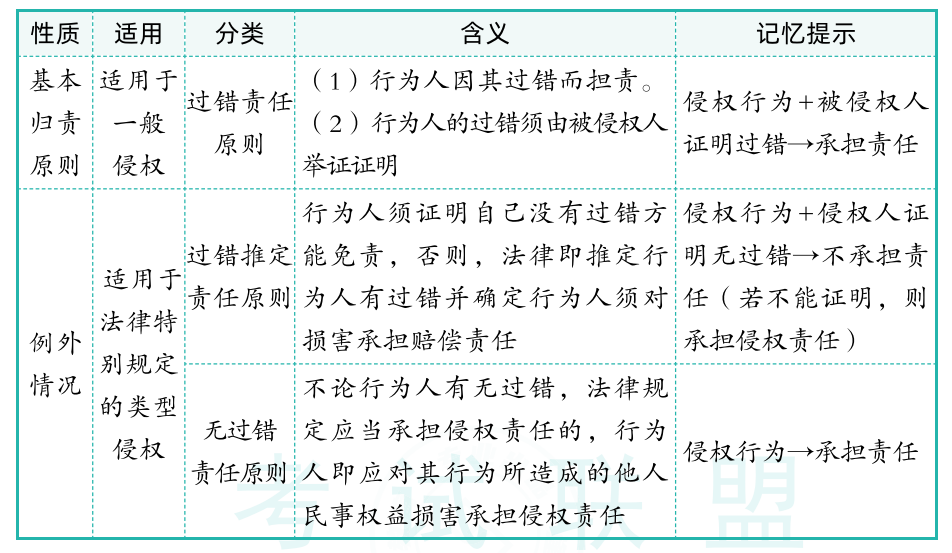 性质 适用 分类 含义 记忆提示
基本
归责
原则
适用于
一般
侵权
过错责任
原则
（1）行为人因其过错而担责。
（2）行为人的过错须由被侵权人
举证证明
侵权行为+被侵权人
证明过错→承担责任
例外
情况
适用于
法律特
别规定
的类型
侵权
过错推定
责任原则
行为人须证明自己没有过错方
能免责，否则，法律即推定行
为人有过错并确定行为人须对
损害承担赔偿责任
侵权行为+侵权人证
明无过错→不承担责
任（若不能证明，则
承担侵权责任）
无过错
责任原则
不论行为人有无过错，法律规
定应当承担侵权责任的，行为
人即应对其行为所造成的他人
民事权益损害承担侵权责任
侵权行为→承担责任
考试联盟